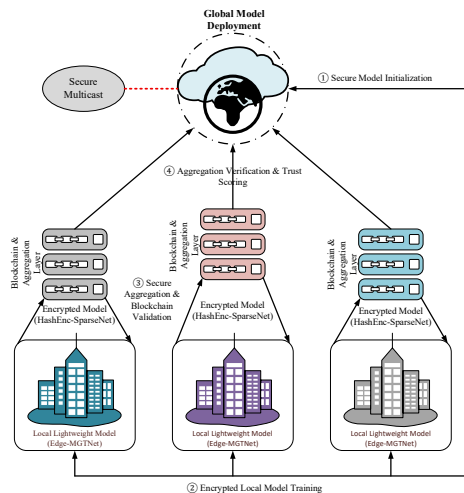 Global Model
Deployment
Secure
Multicast
① Secure Model Initialization
④ Aggregation Verification & Trust
Scoring
Blockchain &
Aggregation
Layer
Blockchain &
Aggregation
Layer
Blockchain &
Aggregation
Layer
③ Secure
Aggregation &
Blockchain
Validation
Encrypted Model
(HashEnc-SparseNet)
Encrypted Model
(HashEnc-SparseNet)
Encrypted Model
(HashEnc-SparseNet)
Local Lightweight Model
(Edge-MGTNet)
Local Lightweight Model
(Edge-MGTNet)
Local Lightweight Model
(Edge-MGTNet)
② Encrypted Local Model Training